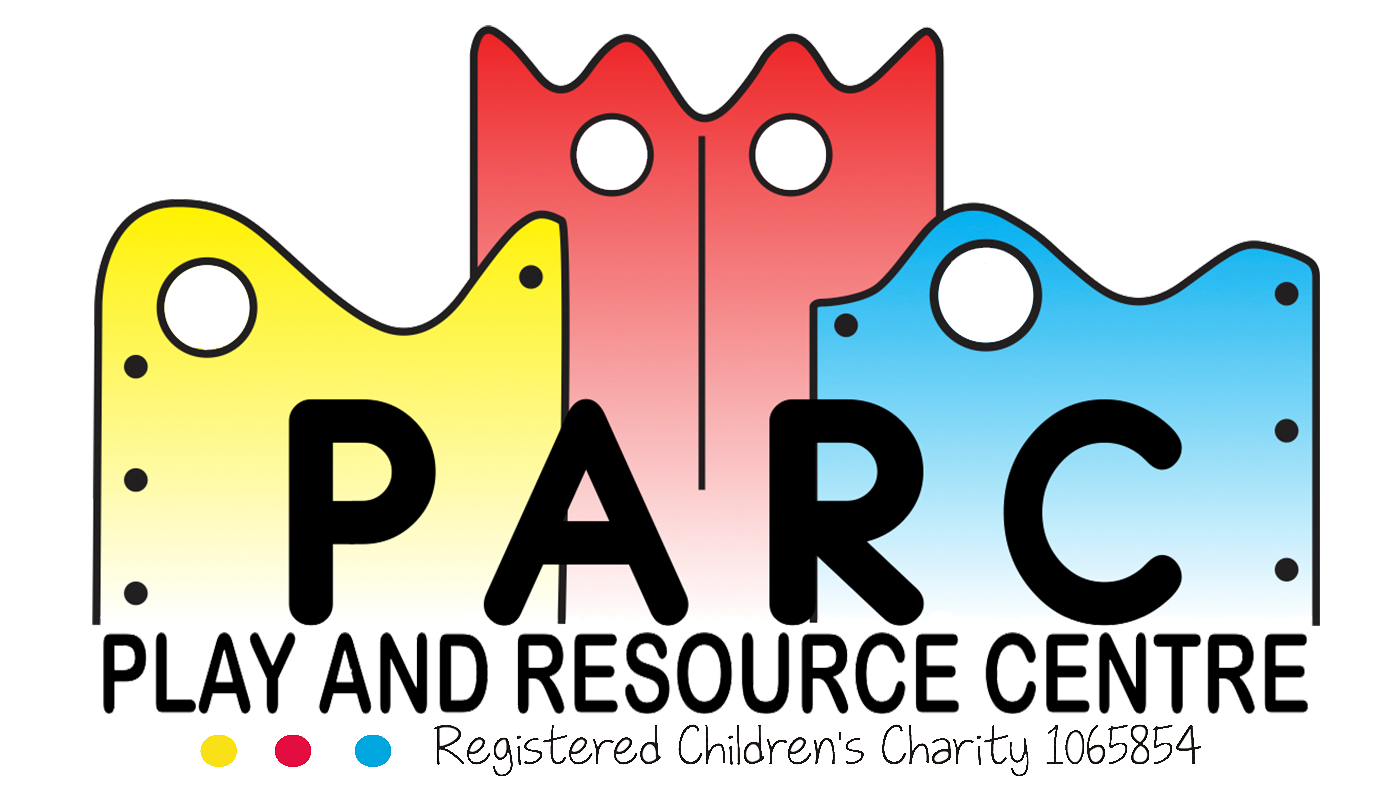 PARC
PLAY AND RESOURCE CENTRE
Registered Children's Charity 1065854